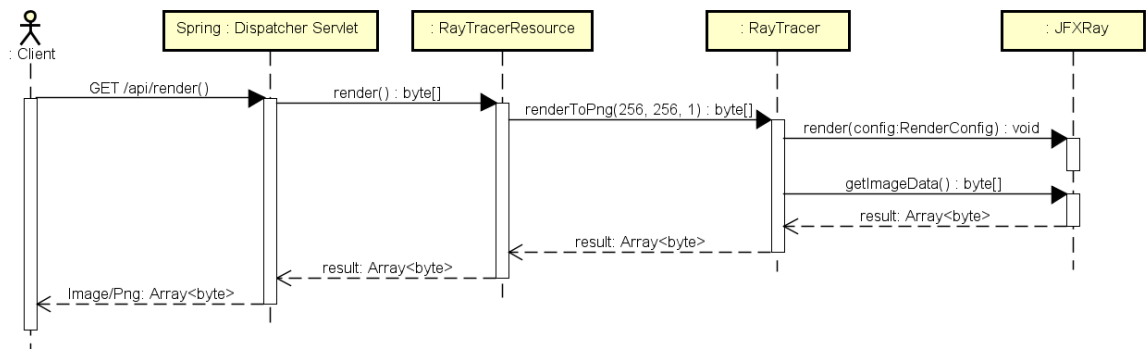 : Client
Spring : Dispatcher Servlet
: RayTracerResource
: RayTracer
: JFXRay
GET /api/render()
render() : byte[]
renderToPng(256, 256, 1) : byte[]
render(config:RenderConfig) : void
getImageData() : byte[]
result: Array<byte>
result: Array<byte>
result: Array<byte>
Image/Png: Array<byte>